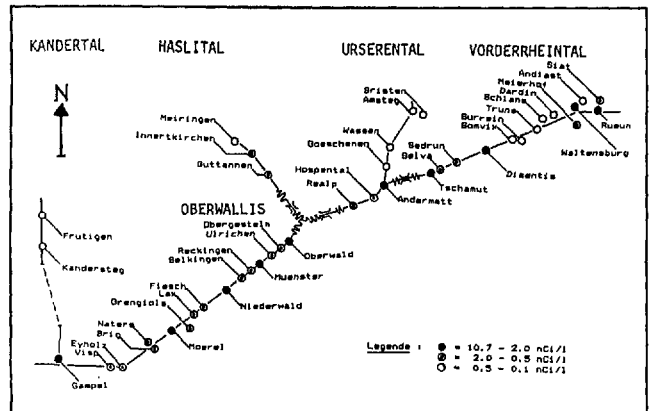 KANDERTAL
HASLITAL
URSERENTAL
VORDERRHEINTAL
N
Siat
Andiast
Meierhof
Dardin
Schlans
Truns
Burrein
Somvix
Rueun
Waltensburg
Disentis
Bristen
Amsteg
Wassen
Goeschenen
Sedrun
Selva
Tschamut
Andermatt
Hospental
Realp
Meiringen
Innertkirchen
Guttannen
OBERWALLIS
Obergesteln
Ulrichen
Oberwald
Reckingen
Selkingen
Muenster
Fiesch
Lax
Niederwald
Grengiols
Naters
Brig
Moerel
Eyholz
Visp
Gampel
Frutigen
Kandersteg
Legende :
= 10.7 - 2.0 nCi/l
= 2.0 - 0.5 nCi/l
= 0.5 - 0.1 nCi/l